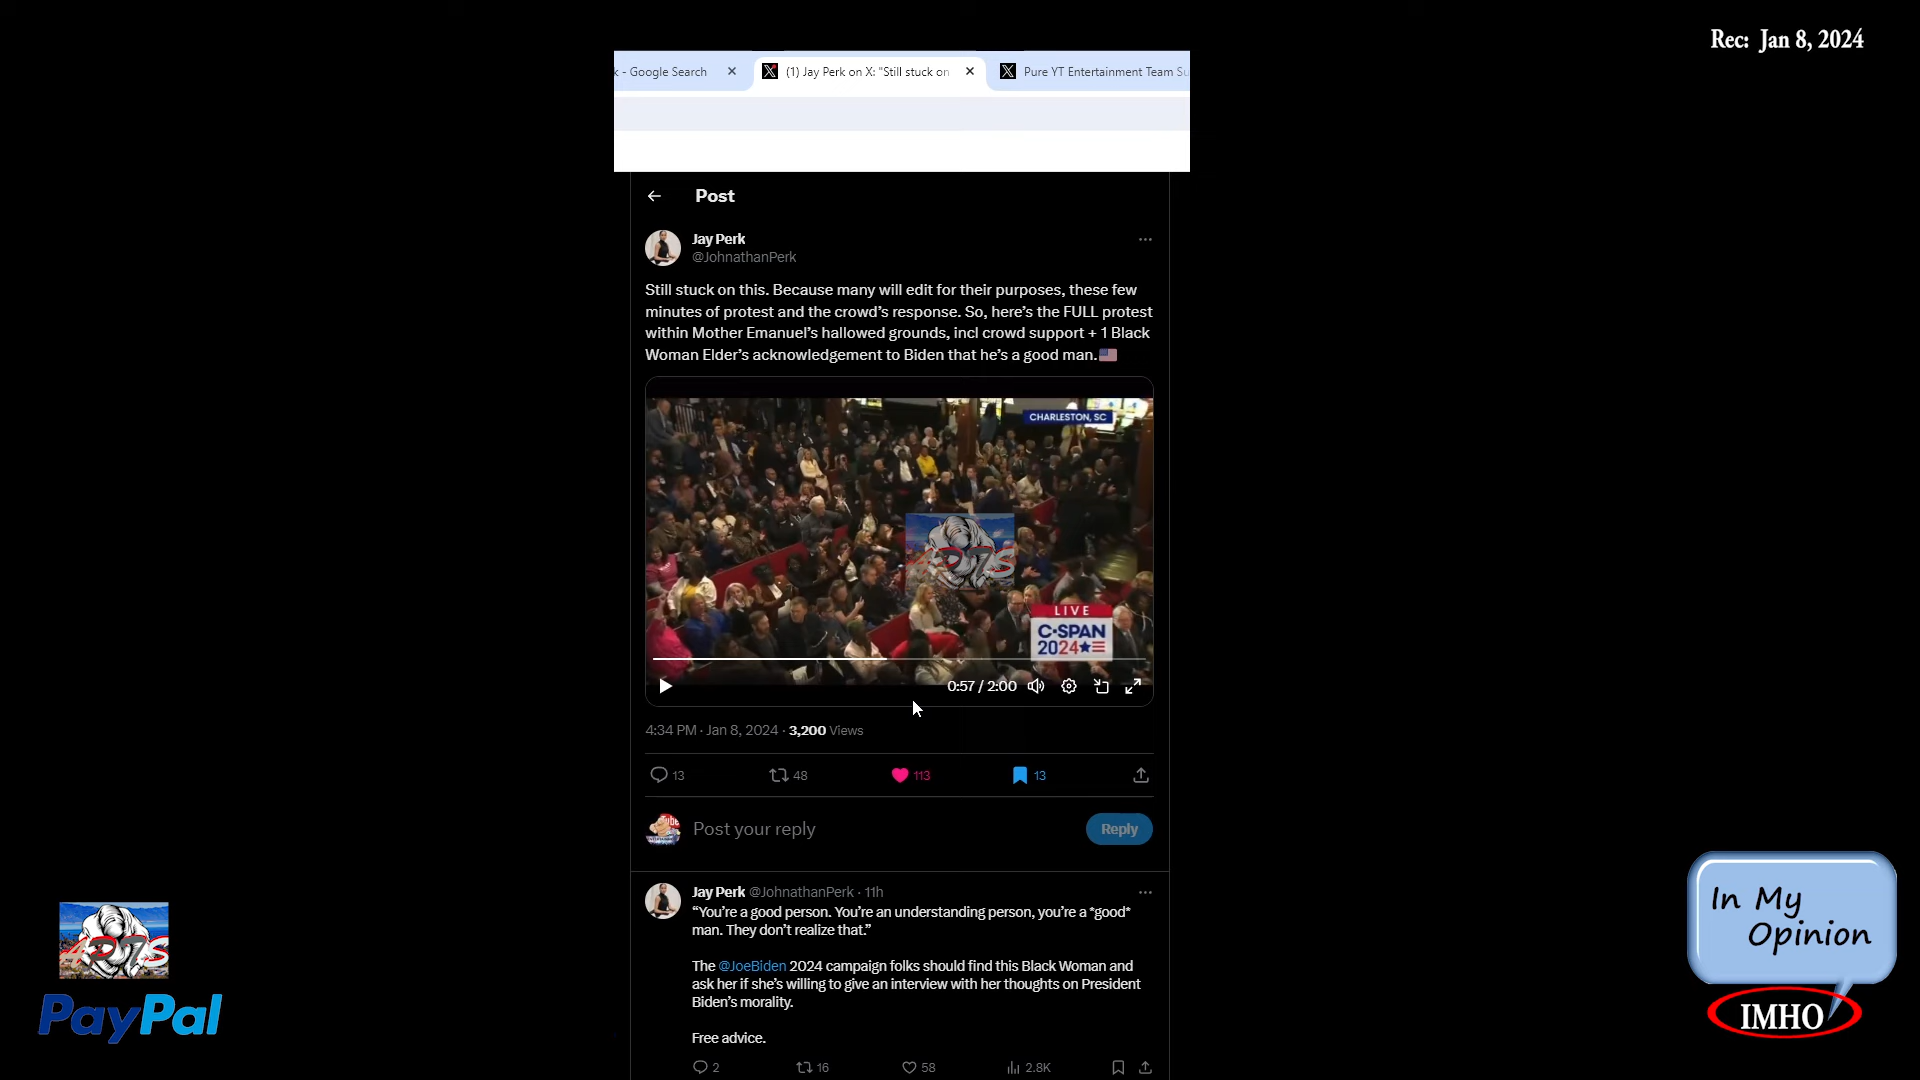 Rec: Jan 8, 2024
- Google Search
(1) Jay Perk on X: "Still stuck on
Pure YT Entertainment Team Su
Post
Jay Perk
@JohnathanPerk
Still stuck on this. Because many will edit for their purposes, these few
minutes of protest and the crowd's response. So, here's the FULL protest
within Mother Emanuel's hallowed grounds, incl crowd support + 1 Black
Woman Elder's acknowledgement to Biden that he's a good man.
CHARLESTON, SC
LIVE
C-SPAN
2024
0:57 / 2:00
4:34 PM · Jan 8, 2024 · 3,200 Views
13 48 113 13
Post your reply
Reply
Jay Perk @JohnathanPerk · 11h
“You're a good person. You're an understanding person, you're a *good*
man. They don't realize that.”
The @JoeBiden 2024 campaign folks should find this Black Woman and
ask her if she's willing to give an interview with her thoughts on President
Biden's morality.
Free advice.
2 16 58 2.8K
PayPal
In My
Opinion
IMHO